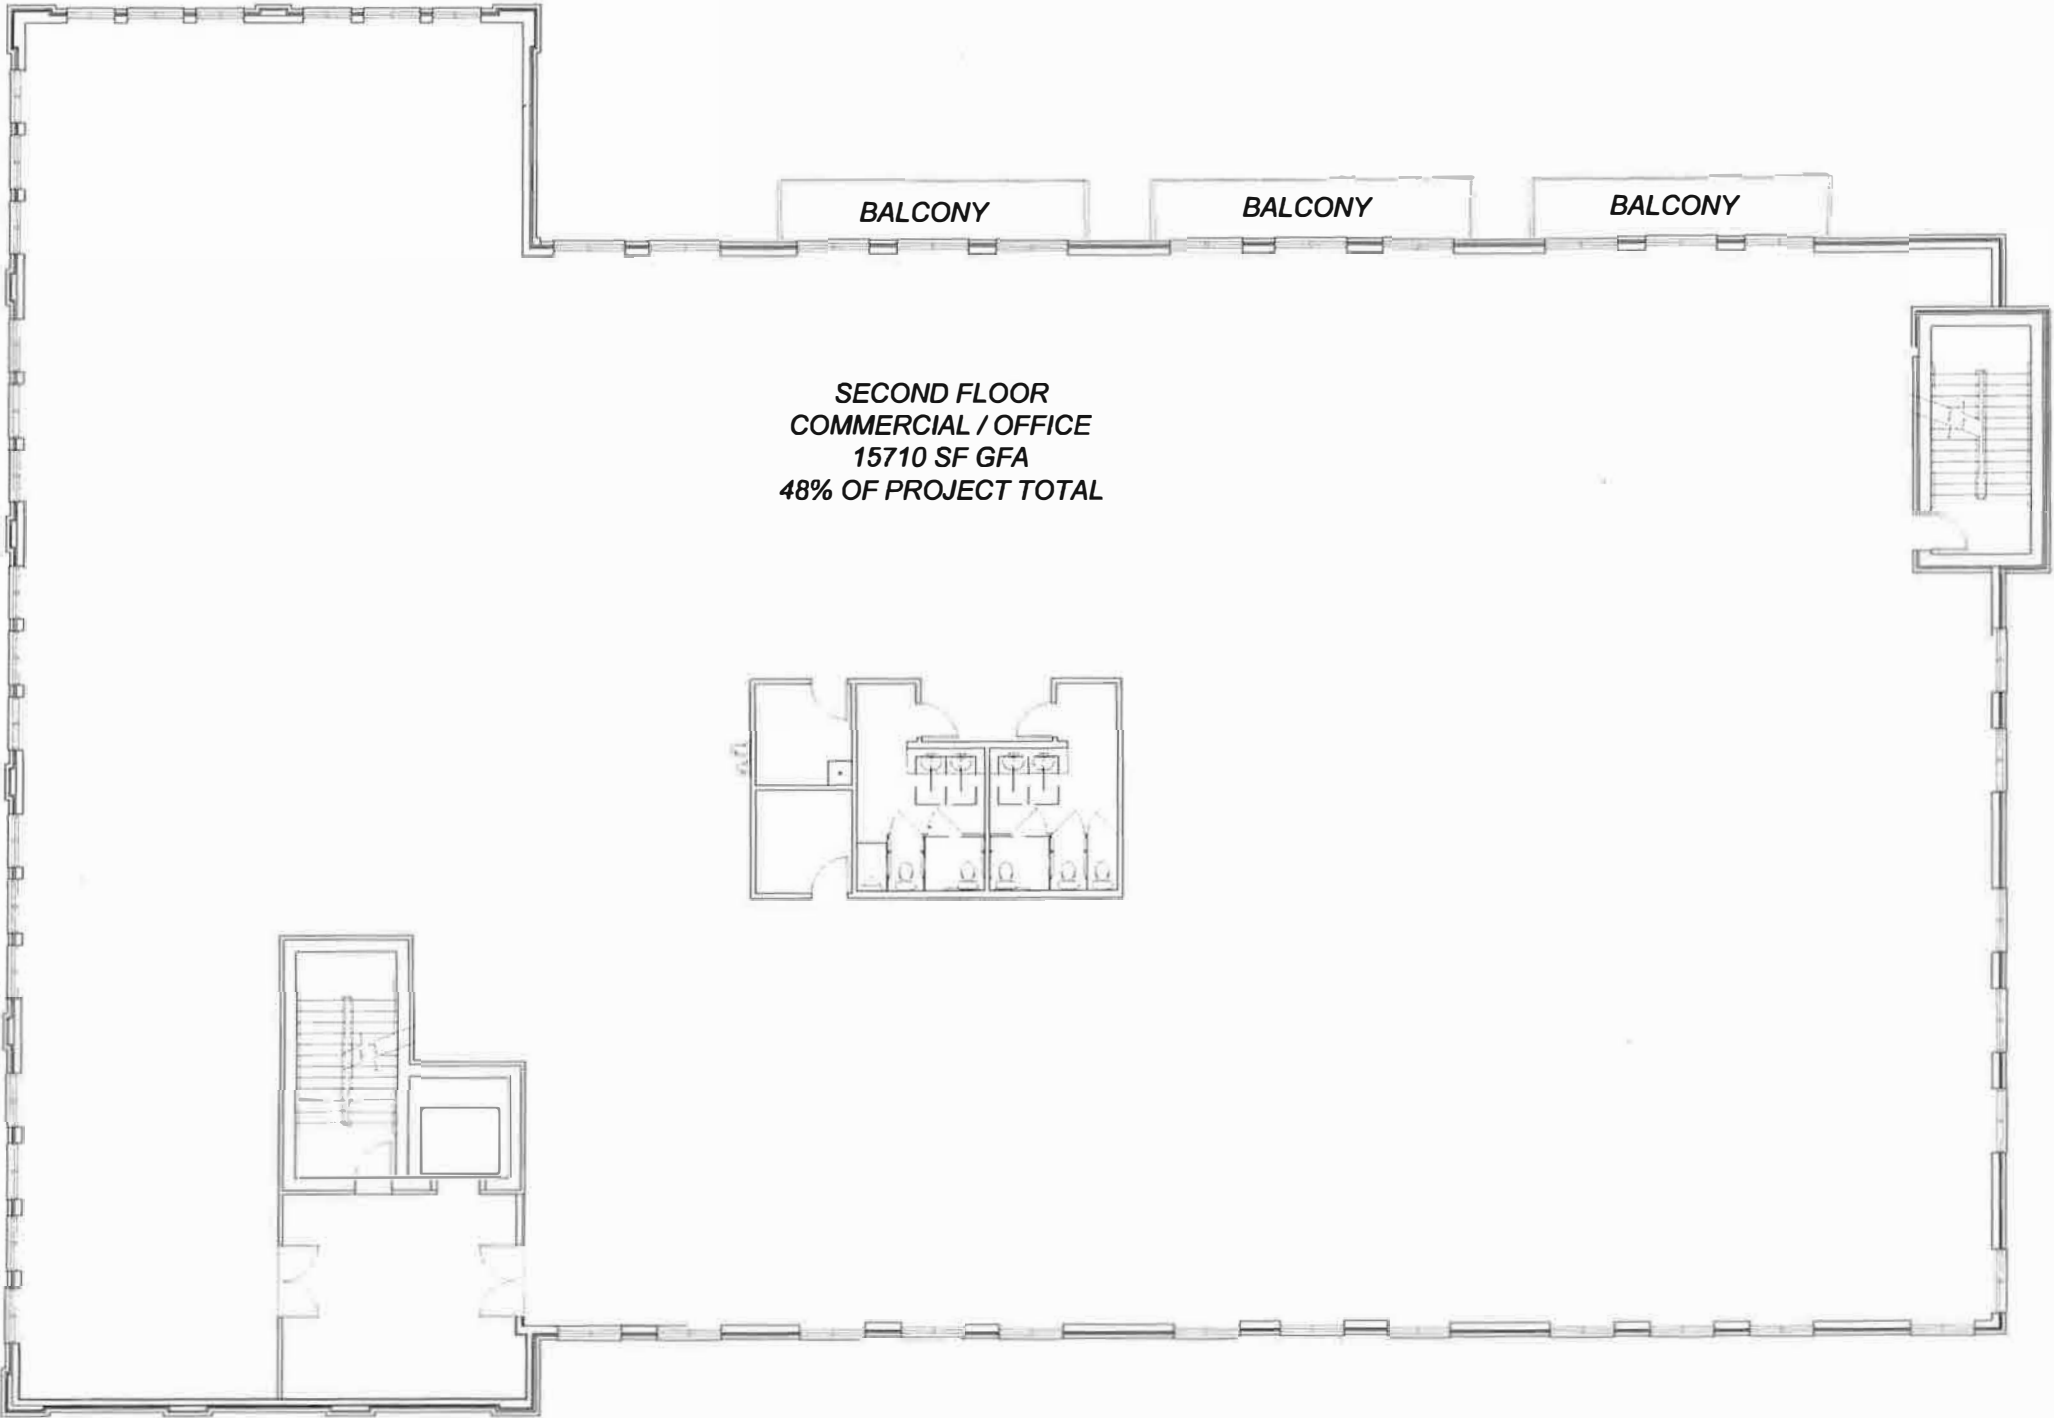 BALCONY
BALCONY
BALCONY
SECOND FLOOR
COMMERCIAL / OFFICE
15710 SF GFA
48% OF PROJECT TOTAL